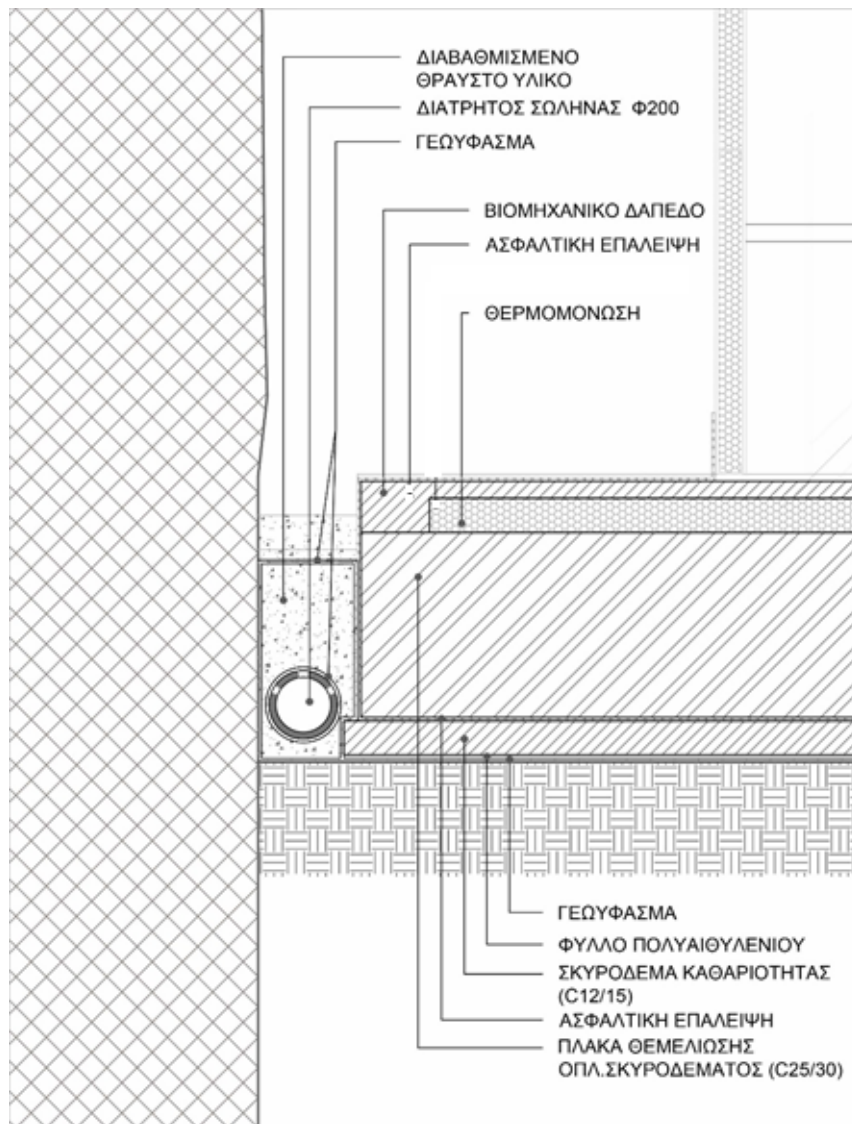 ΔΙΑΒΑΘΜΙΣΜΕΝΟ
ΘΡΑΥΣΤΟ ΥΛΙΚΟ
ΔΙΑΤΡΗΤΟΣ ΣΩΛΗΝΑΣ Φ200
ΓΕΩΥΦΑΣΜΑ
ΒΙΟΜΗΧΑΝΙΚΟ ΔΑΠΕΔΟ
ΑΣΦΑΛΤΙΚΗ ΕΠΑΛΕΙΨΗ
ΘΕΡΜΟΜΟΝΩΣΗ
ΓΕΩΥΦΑΣΜΑ
ΦΥΛΛΟ ΠΟΛΥΑΙΘΥΛΕΝΙΟΥ
ΣΚΥΡΟΔΕΜΑ ΚΑΘΑΡΙΟΤΗΤΑΣ
(C12/15)
ΑΣΦΑΛΤΙΚΗ ΕΠΑΛΕΙΨΗ
ΠΛΑΚΑ ΘΕΜΕΛΙΩΣΗΣ
ΟΠΛ.ΣΚΥΡΟΔΕΜΑΤΟΣ (C25/30)